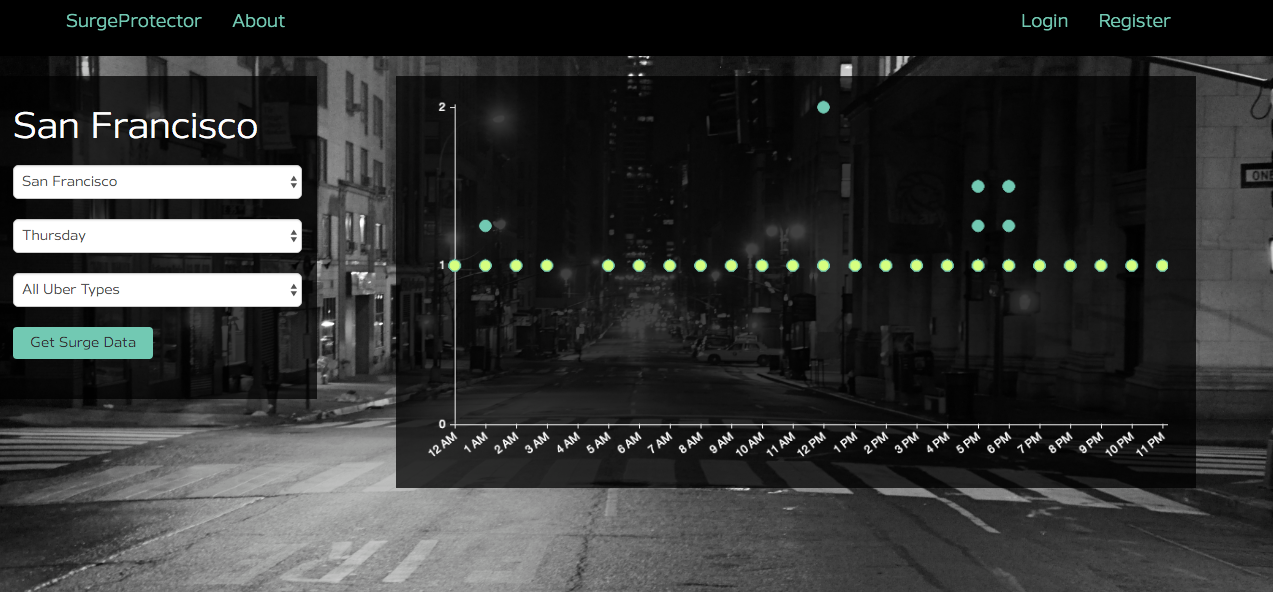 SurgeProtector About Login Register
San Francisco
San Francisco
Thursday
All Uber Types
Get Surge Data
2
1
0
12 AM 1 AM 2 AM 3 AM 4 AM 5 AM 6 AM 7 AM 8 AM 9 AM 10 AM 11 AM 12 PM 1 PM 2 PM 3 PM 4 PM 5 PM 6 PM 7 PM 8 PM 9 PM 10 PM 11 PM
ONE